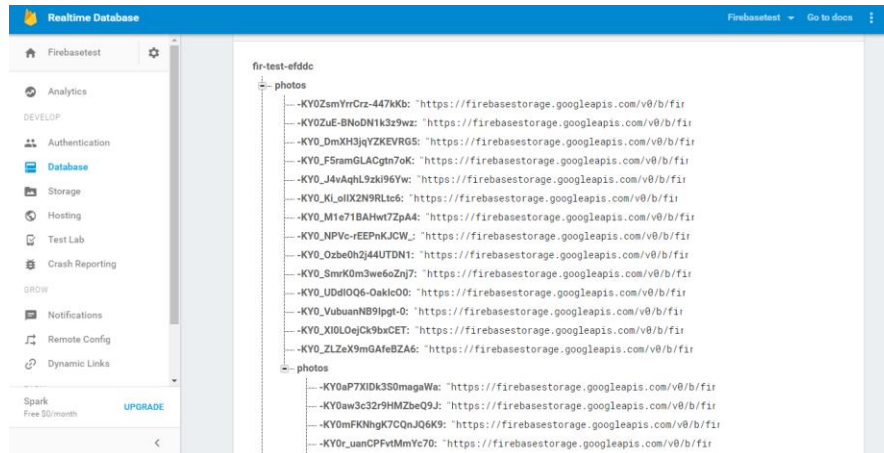 Realtime Database
Firebasetest
Go to docs
Firebasetest
Analytics
DEVELOP
Authentication
Database
Storage
Hosting
Test Lab
Crash Reporting
GROW
Notifications
Remote Config
Dynamic Links
Spark
Free $0/month
UPGRADE
fir-test-efddc
photos
-KY0ZsmYrrCrz-447kKb: "https://firebasestorage.googleapis.com/v0/b/fir
-KY0ZuE-BNoDN1k3z9wz: "https://firebasestorage.googleapis.com/v0/b/fir
-KY0_DmXH3jqYZKEVRG5: "https://firebasestorage.googleapis.com/v0/b/fir
-KY0_F5ramGLACgtn7oK: "https://firebasestorage.googleapis.com/v0/b/fir
-KY0_J4vAqhL9zki96Yw: "https://firebasestorage.googleapis.com/v0/b/fir
-KY0_Ki_olIX2N9RLtc6: "https://firebasestorage.googleapis.com/v0/b/fir
-KY0_M1e71BAHwt7ZpA4: "https://firebasestorage.googleapis.com/v0/b/fir
-KY0_NPVc-rEEPnKJCW_: "https://firebasestorage.googleapis.com/v0/b/fir
-KY0_Ozbe0h2j44UTDN1: "https://firebasestorage.googleapis.com/v0/b/fir
-KY0_SmrK0m3we6oZnj7: "https://firebasestorage.googleapis.com/v0/b/fir
-KY0_UDdIOQ6-OaklcO0: "https://firebasestorage.googleapis.com/v0/b/fir
-KY0_VubuanNB9Ipgt-0: "https://firebasestorage.googleapis.com/v0/b/fir
-KY0_XI0LOejCk9bxCET: "https://firebasestorage.googleapis.com/v0/b/fir
-KY0_ZLZeX9mGAfeBZA6: "https://firebasestorage.googleapis.com/v0/b/fir
photos
-KY0aP7XIDk3S0magaWa: "https://firebasestorage.googleapis.com/v0/b/fir
-KY0aw3c32r9HMZbeQ9J: "https://firebasestorage.googleapis.com/v0/b/fir
-KY0mFKNhgK7CQnJQ6K9: "https://firebasestorage.googleapis.com/v0/b/fir
-KY0r_uanCPFvtMmYc70: "https://firebasestorage.googleapis.com/v0/b/fir